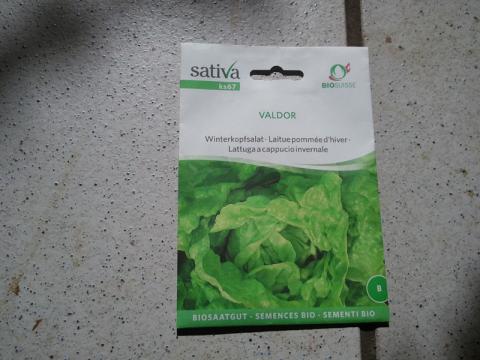 sativa
ks67
BIOSUISSE
VALDOR
Winterkopfsalat · Laitue pommée d'hiver ·
Lattuga a cappuccio invernale
B
BIOSAATGUT - SEMENCES BIO - SEMENTI BIO